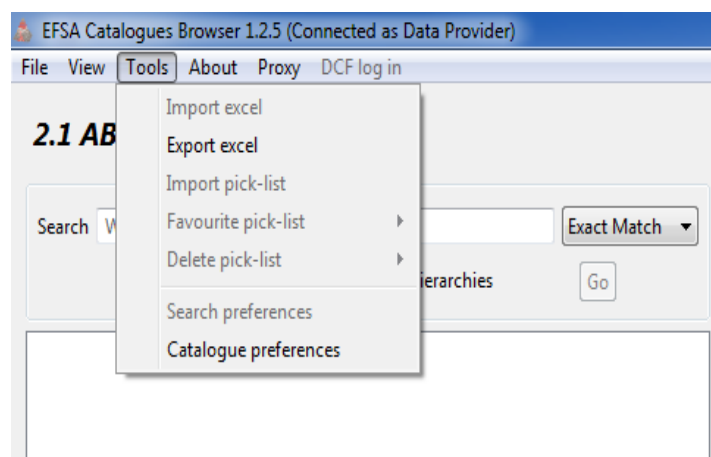 EFSA Catalogues Browser 1.2.5 (Connected as Data Provider)
File View Tools About Proxy DCF log in
Import excel
2.1 AB
Export excel
Import pick-list
Search W
Favourite pick-list
Exact Match
Delete pick-list
ierarchies
Go
Search preferences
Catalogue preferences